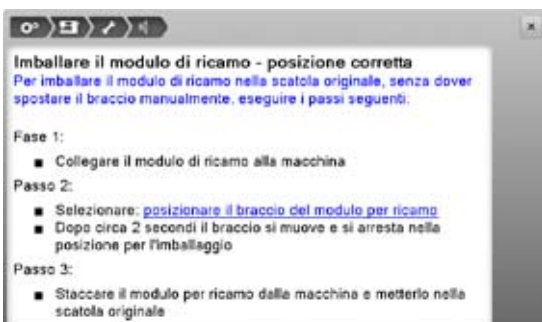 Imballare il modulo di ricamo - posizione corretta
Per imballare il modulo di ricamo nella scatola originale, senza dover
spostare il braccio manualmente, eseguire i passi seguenti:
Fase 1:
■ Collegare il modulo di ricamo alla macchina
Passo 2:
■ Selezionare: posizionare il braccio del modulo per ricamo
■ Dopo circa 2 secondi il braccio si muove e si arresta nella
posizione per l'imballaggio
Passo 3:
■ Staccare il modulo per ricamo dalla macchina e metterlo nella
scatola originale